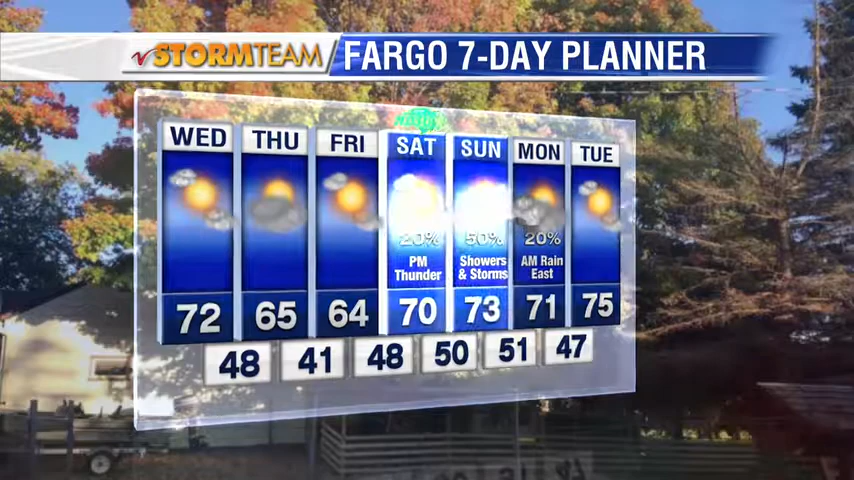 STORMTEAM
FARGO 7-DAY PLANNER
WED THU FRI SAT SUN MON TUE
20% 50% 20%
PM Thunder
Showers & Storms
AM Rain East
72 65 64 70 73 71 75
48 41 48 50 51 47